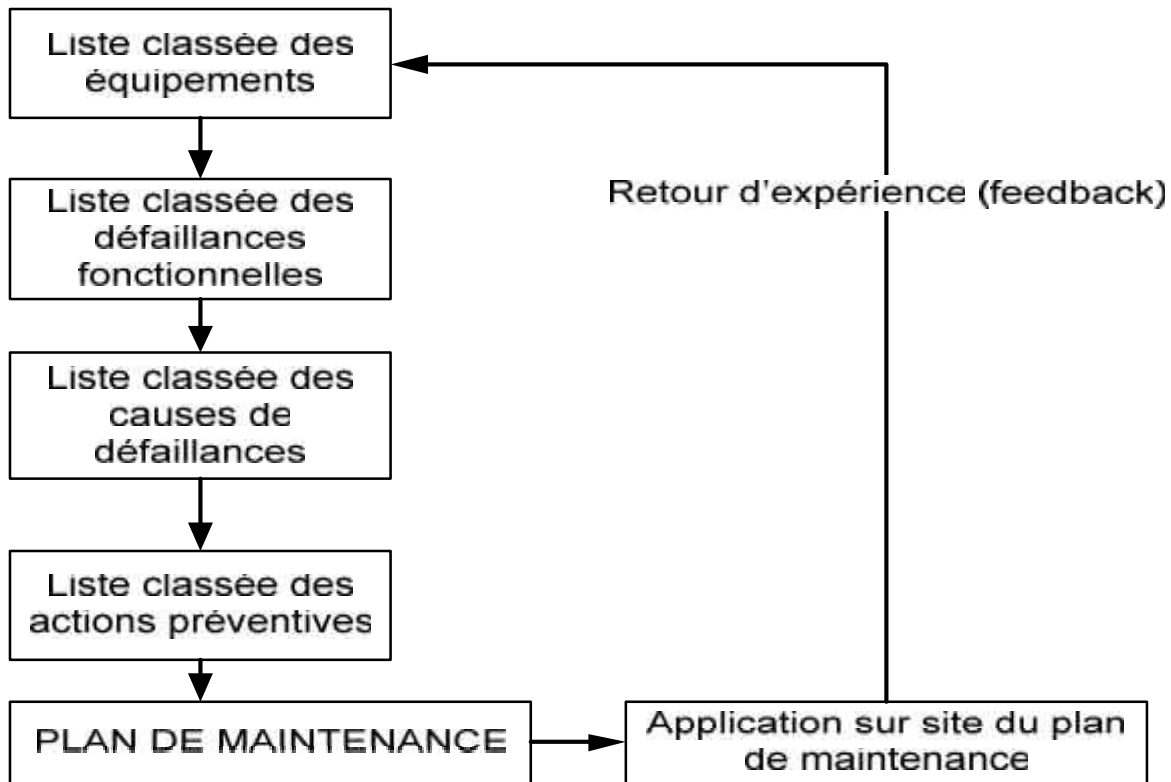 Liste classée des
équipements
Liste classée des
défaillances
fonctionnelles
Retour d'expérience (feedback)
Liste classée des
causes de
défaillances
Liste classée des
actions préventives
PLAN DE MAINTENANCE
Application sur site du plan
de maintenance